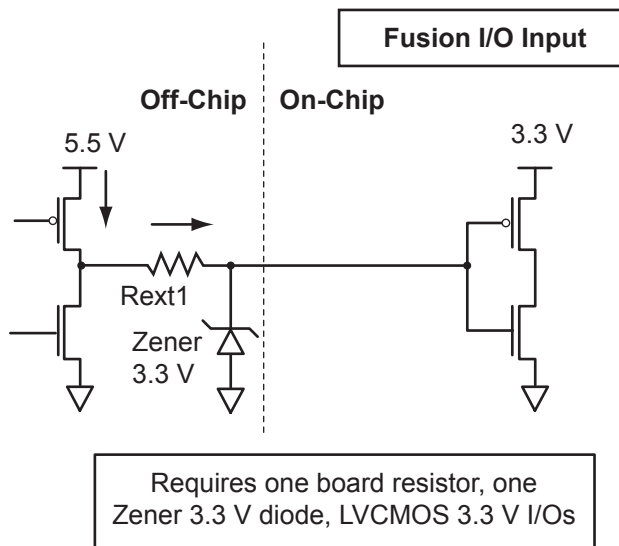 Fusion I/O Input
Off-Chip
On-Chip
5.5 V
3.3 V
Rext1
Zener
3.3 V
Requires one board resistor, one
Zener 3.3 V diode, LVCMOS 3.3 V I/Os